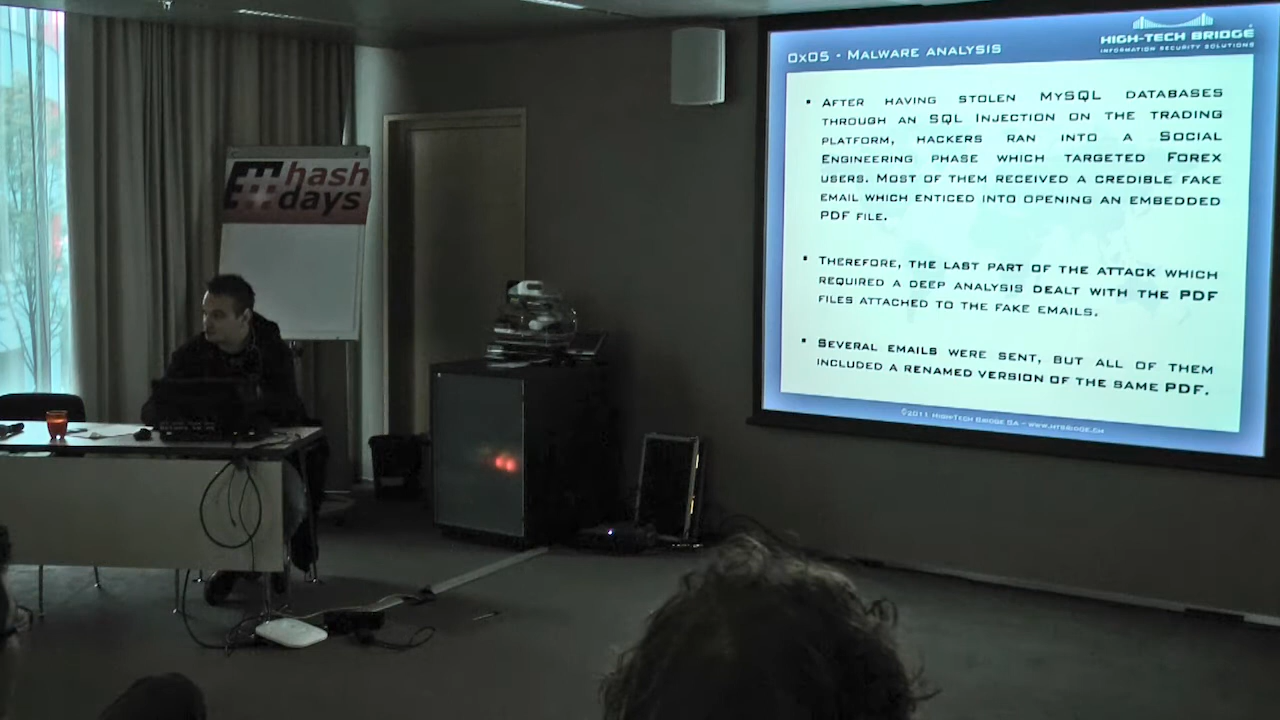 0x05 - Malware analysis
HIGH-TECH BRIDGE
INFORMATION SECURITY SOLUTIONS
After having stolen MySQL databases
through an SQL Injection on the trading
platform, hackers ran into a Social
Engineering phase which targeted Forex
users. Most of them received a credible fake
email which enticed into opening an embedded
PDF file.
Therefore, the last part of the attack which
required a deep analysis dealt with the PDF
files attached to the fake emails.
Several emails were sent, but all of them
included a renamed version of the same PDF.
©2011 High-Tech Bridge SA – www.htbridge.ch
hash
days